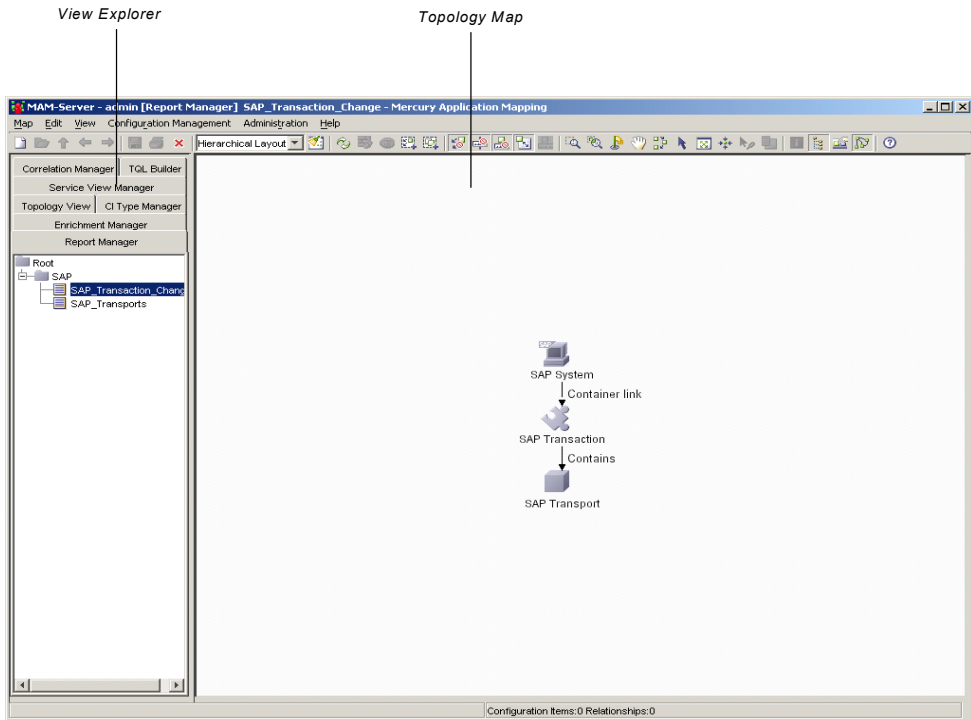 View Explorer
Topology Map
MAM-Server - admin [Report Manager] SAP_Transaction_Change - Mercury Application Mapping
Map Edit View Configuration Management Administration Help
Hierarchical Layout
Correlation Manager TQL Builder
Service View Manager
Topology View CI Type Manager
Enrichment Manager
Report Manager
Root
SAP
SAP_Transaction_Chang
SAP_Transports
SAP System
Container link
SAP Transaction
Contains
SAP Transport
Configuration Items:0 Relationships:0